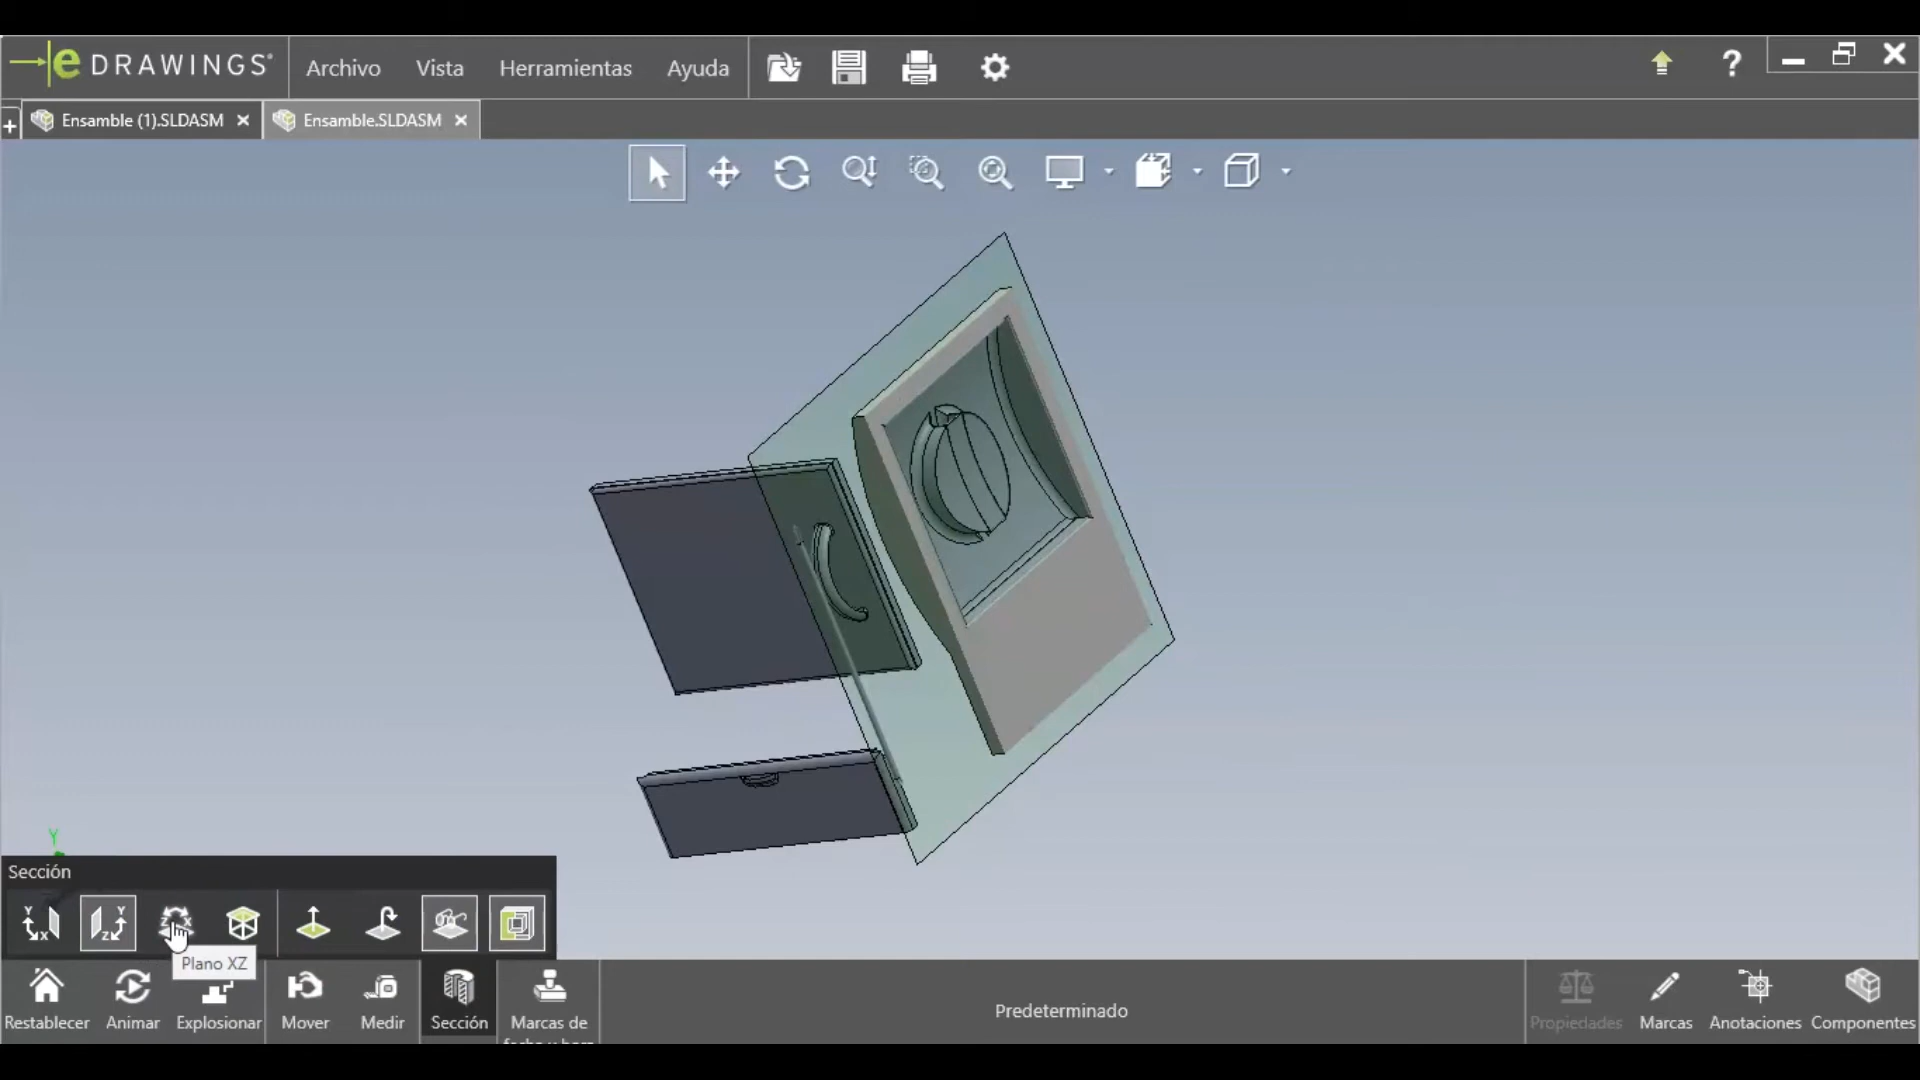 eDRAWINGS
Archivo Vista Herramientas Ayuda
?
Ensamble (1).SLDASM
Ensamble.SLDASM
Y
Sección
Y X
Z Y
Z X
Plano XZ
Restablecer Animar Explosionar Mover Medir Sección Marcas de
Predeterminado
Propiedades Marcas Anotaciones Componentes